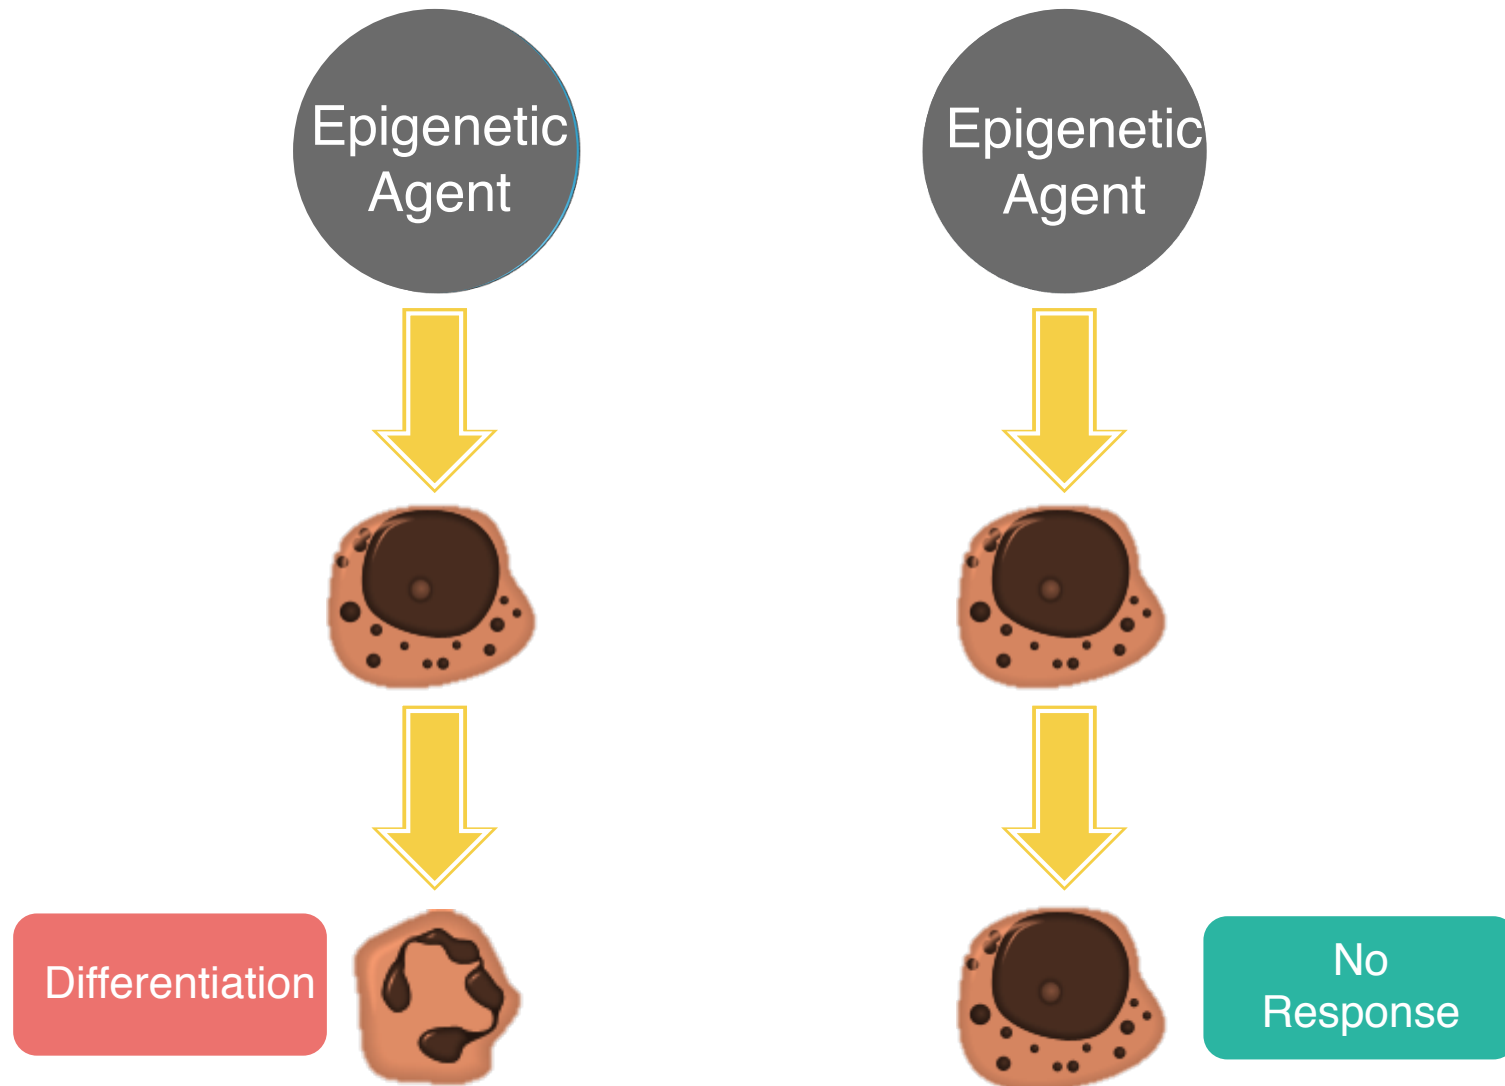 Epigenetic
Agent
Epigenetic
Agent
Differentiation
No
Response